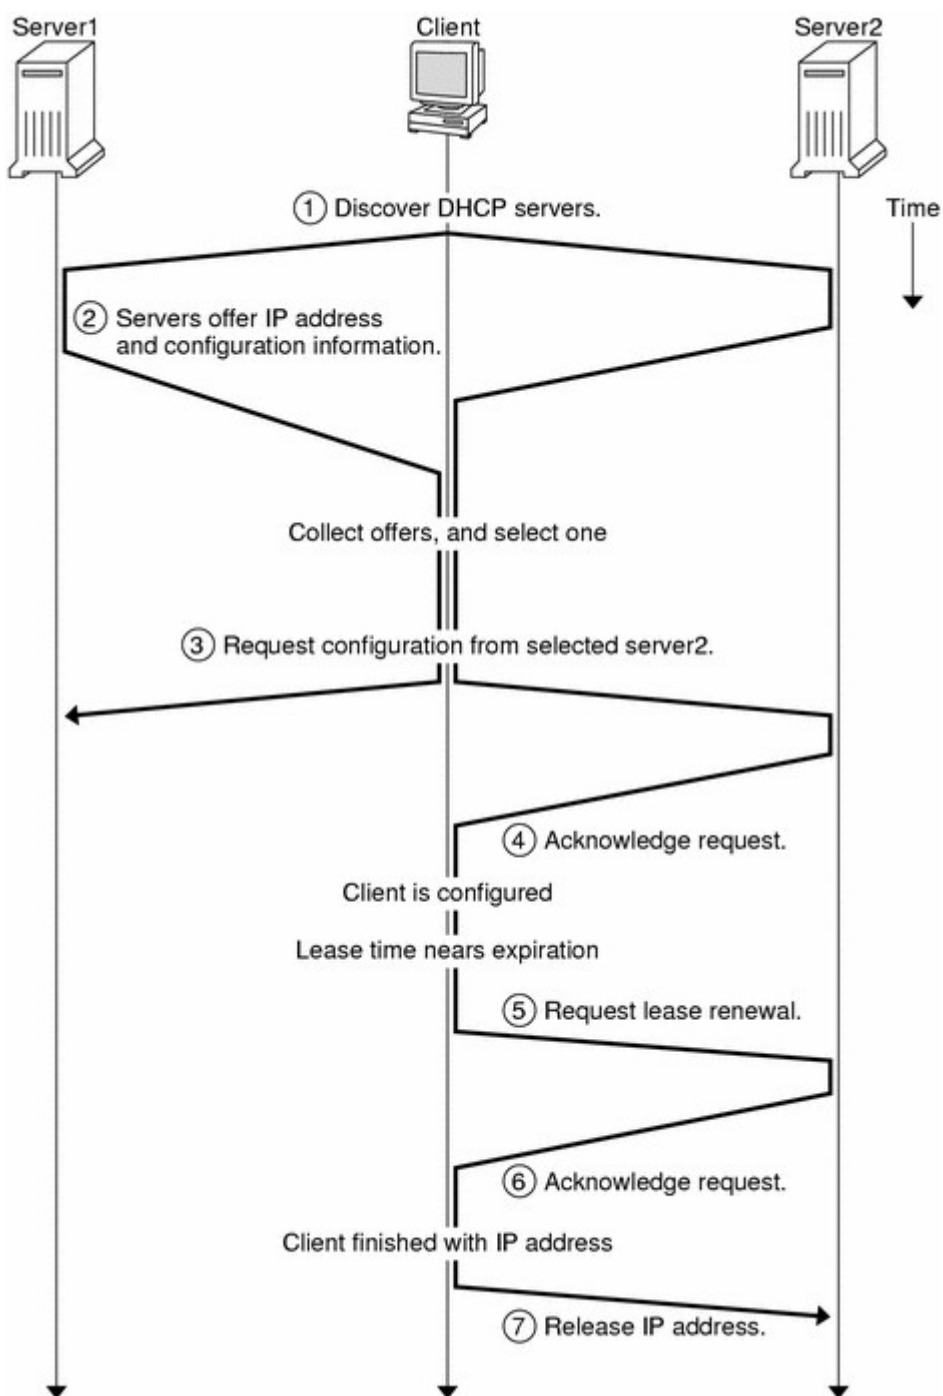 Server1
Client
Server2
1 Discover DHCP servers.
Time
2 Servers offer IP address
and configuration information.
Collect offers, and select one
3 Request configuration from selected server2.
4 Acknowledge request.
Client is configured
Lease time nears expiration
5 Request lease renewal.
6 Acknowledge request.
Client finished with IP address
7 Release IP address.